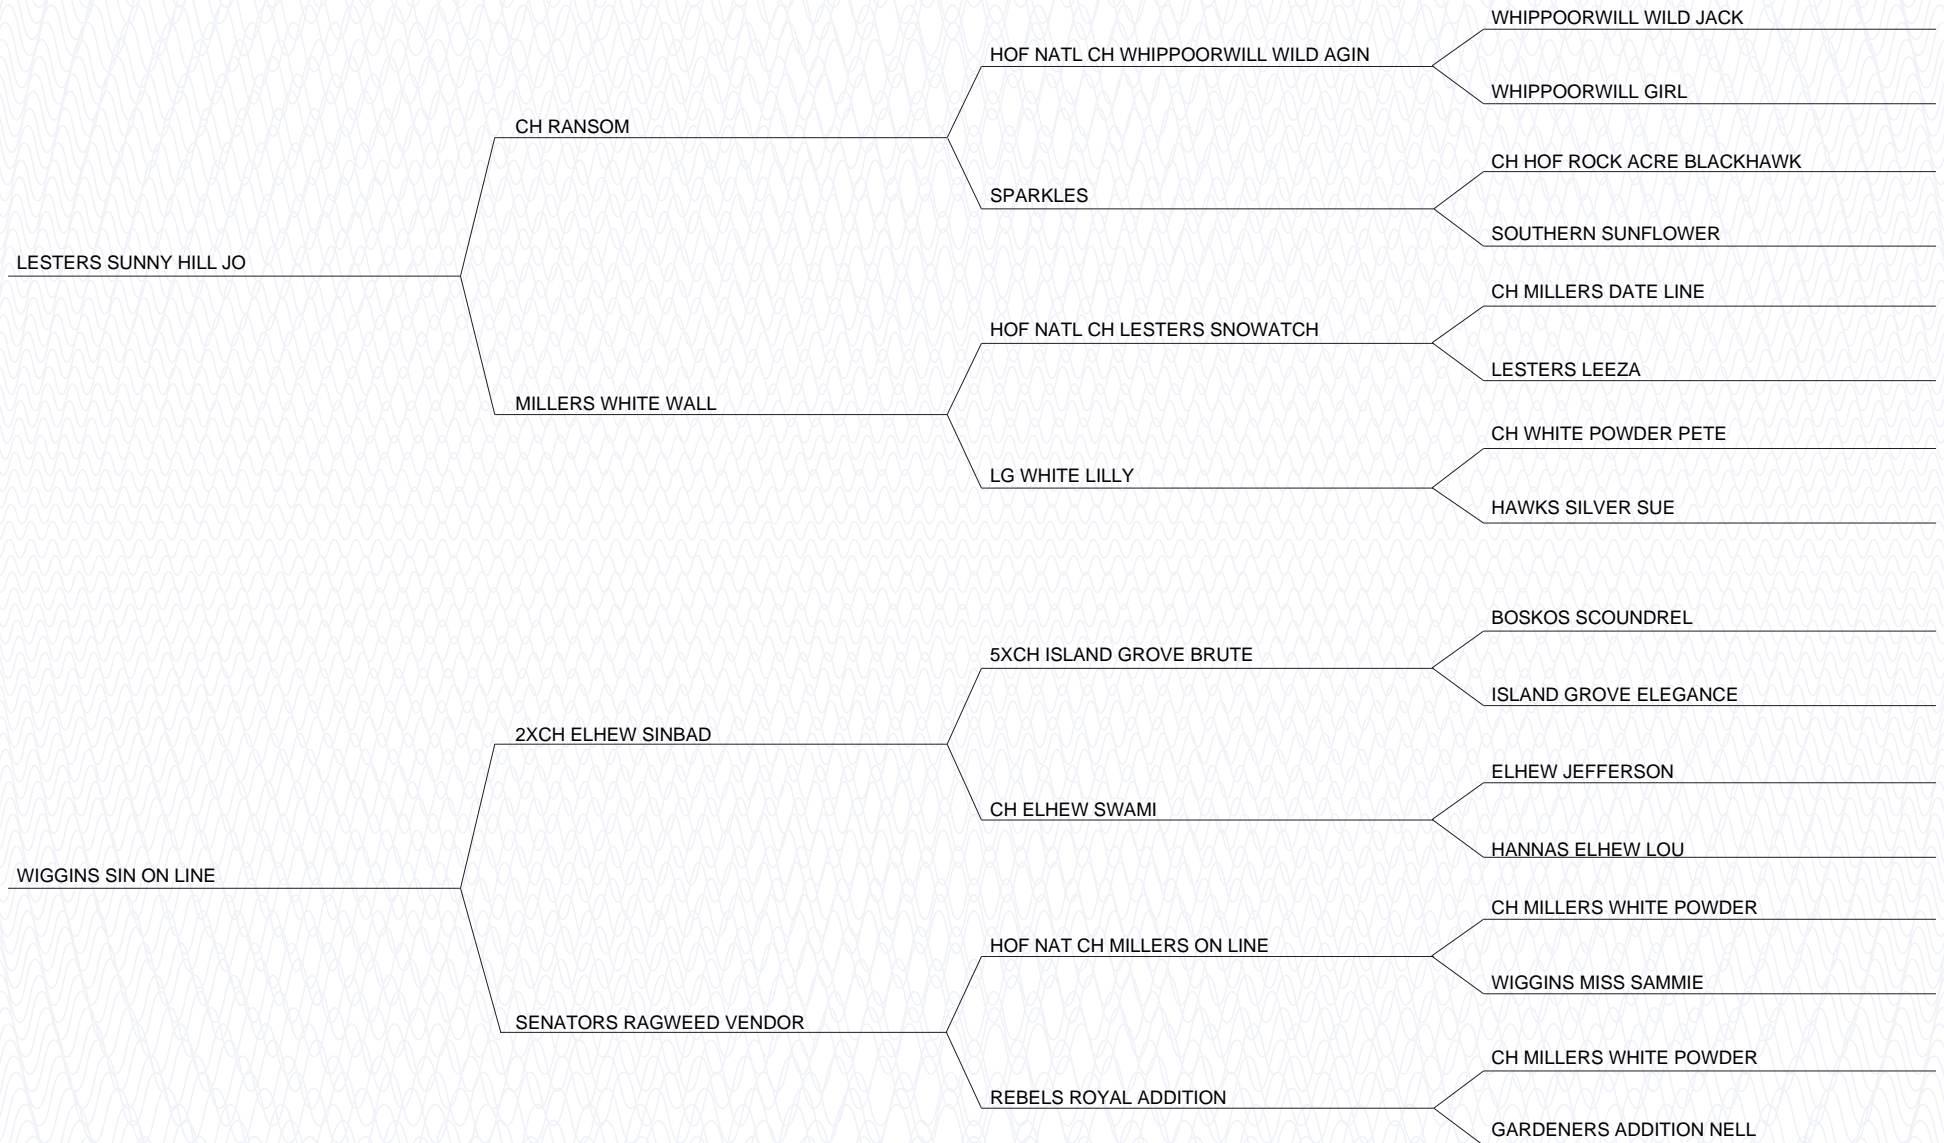 WHIPPOORWILL WILD JACK
HOF NATL CH WHIPPOORWILL WILD AGIN
WHIPPOORWILL GIRL
CH RANSOM
CH HOF ROCK ACRE BLACKHAWK
SPARKLES
SOUTHERN SUNFLOWER
LESTERS SUNNY HILL JO
CH MILLERS DATE LINE
HOF NATL CH LESTERS SNOWATCH
LESTERS LEEZA
MILLERS WHITE WALL
CH WHITE POWDER PETE
LG WHITE LILLY
HAWKS SILVER SUE
BOSKOS SCOUNDREL
5XCH ISLAND GROVE BRUTE
ISLAND GROVE ELEGANCE
2XCH ELHEW SINBAD
ELHEW JEFFERSON
CH ELHEW SWAMI
HANNAS ELHEW LOU
WIGGINS SIN ON LINE
CH MILLERS WHITE POWDER
HOF NAT CH MILLERS ON LINE
WIGGINS MISS SAMMIE
SENATORS RAGWEED VENDOR
CH MILLERS WHITE POWDER
REBELS ROYAL ADDITION
GARDENERS ADDITION NELL